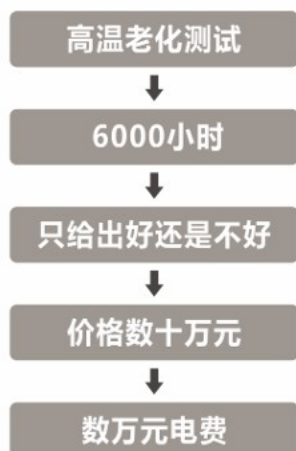 高温老化测试
6000小时
只给出好还是不好
价格数十万元
数万元电费